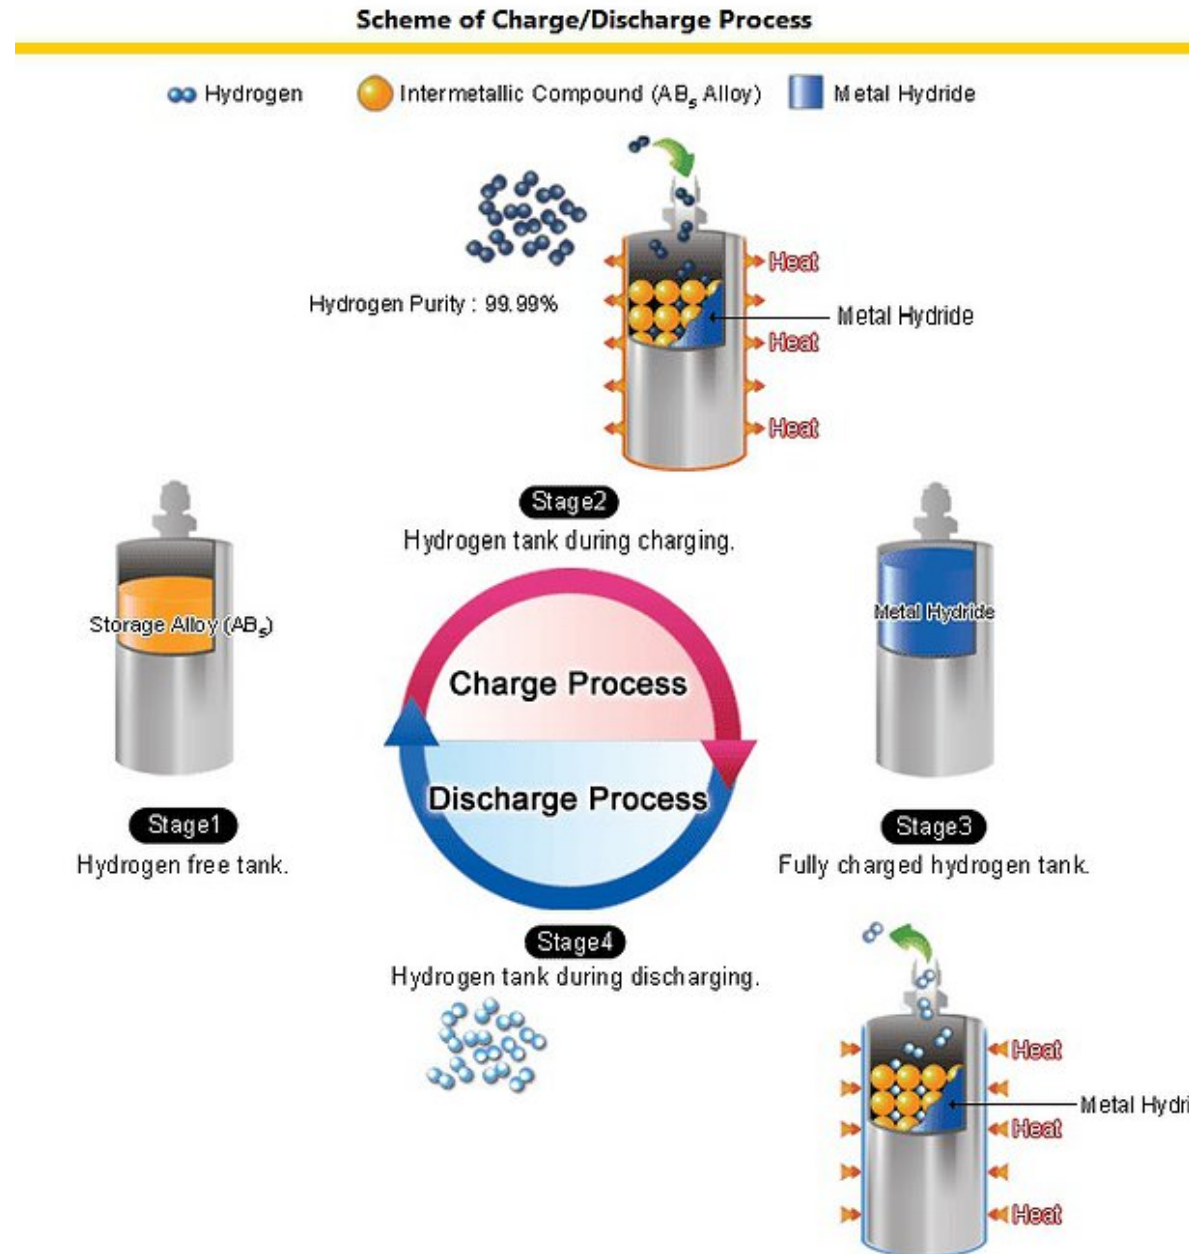 Scheme of Charge/Discharge Process
Hydrogen
Intermetallic Compound (AB₅ Alloy)
Metal Hydride
Heat
Hydrogen Purity : 99.99%
Metal Hydride
Heat
Heat
Stage2
Hydrogen tank during charging.
Storage Alloy (AB₅)
Metal Hydride
Charge Process
Discharge Process
Stage1
Hydrogen free tank.
Stage3
Fully charged hydrogen tank.
Stage4
Hydrogen tank during discharging.
Heat
Metal Hydri
Heat
Heat